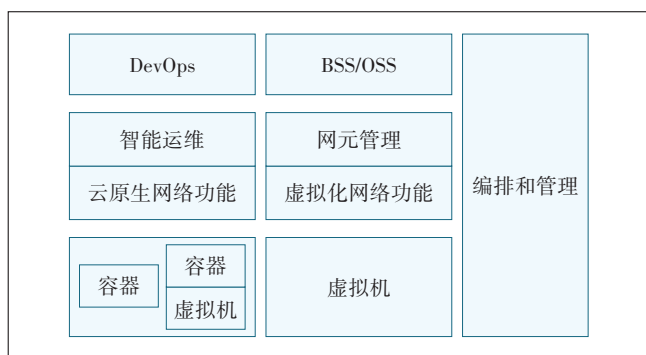 DevOps
BSS/OSS
智能运维
网元管理
云原生网络功能
虚拟化网络功能
编排和管理
容器
容器
虚拟机
虚拟机